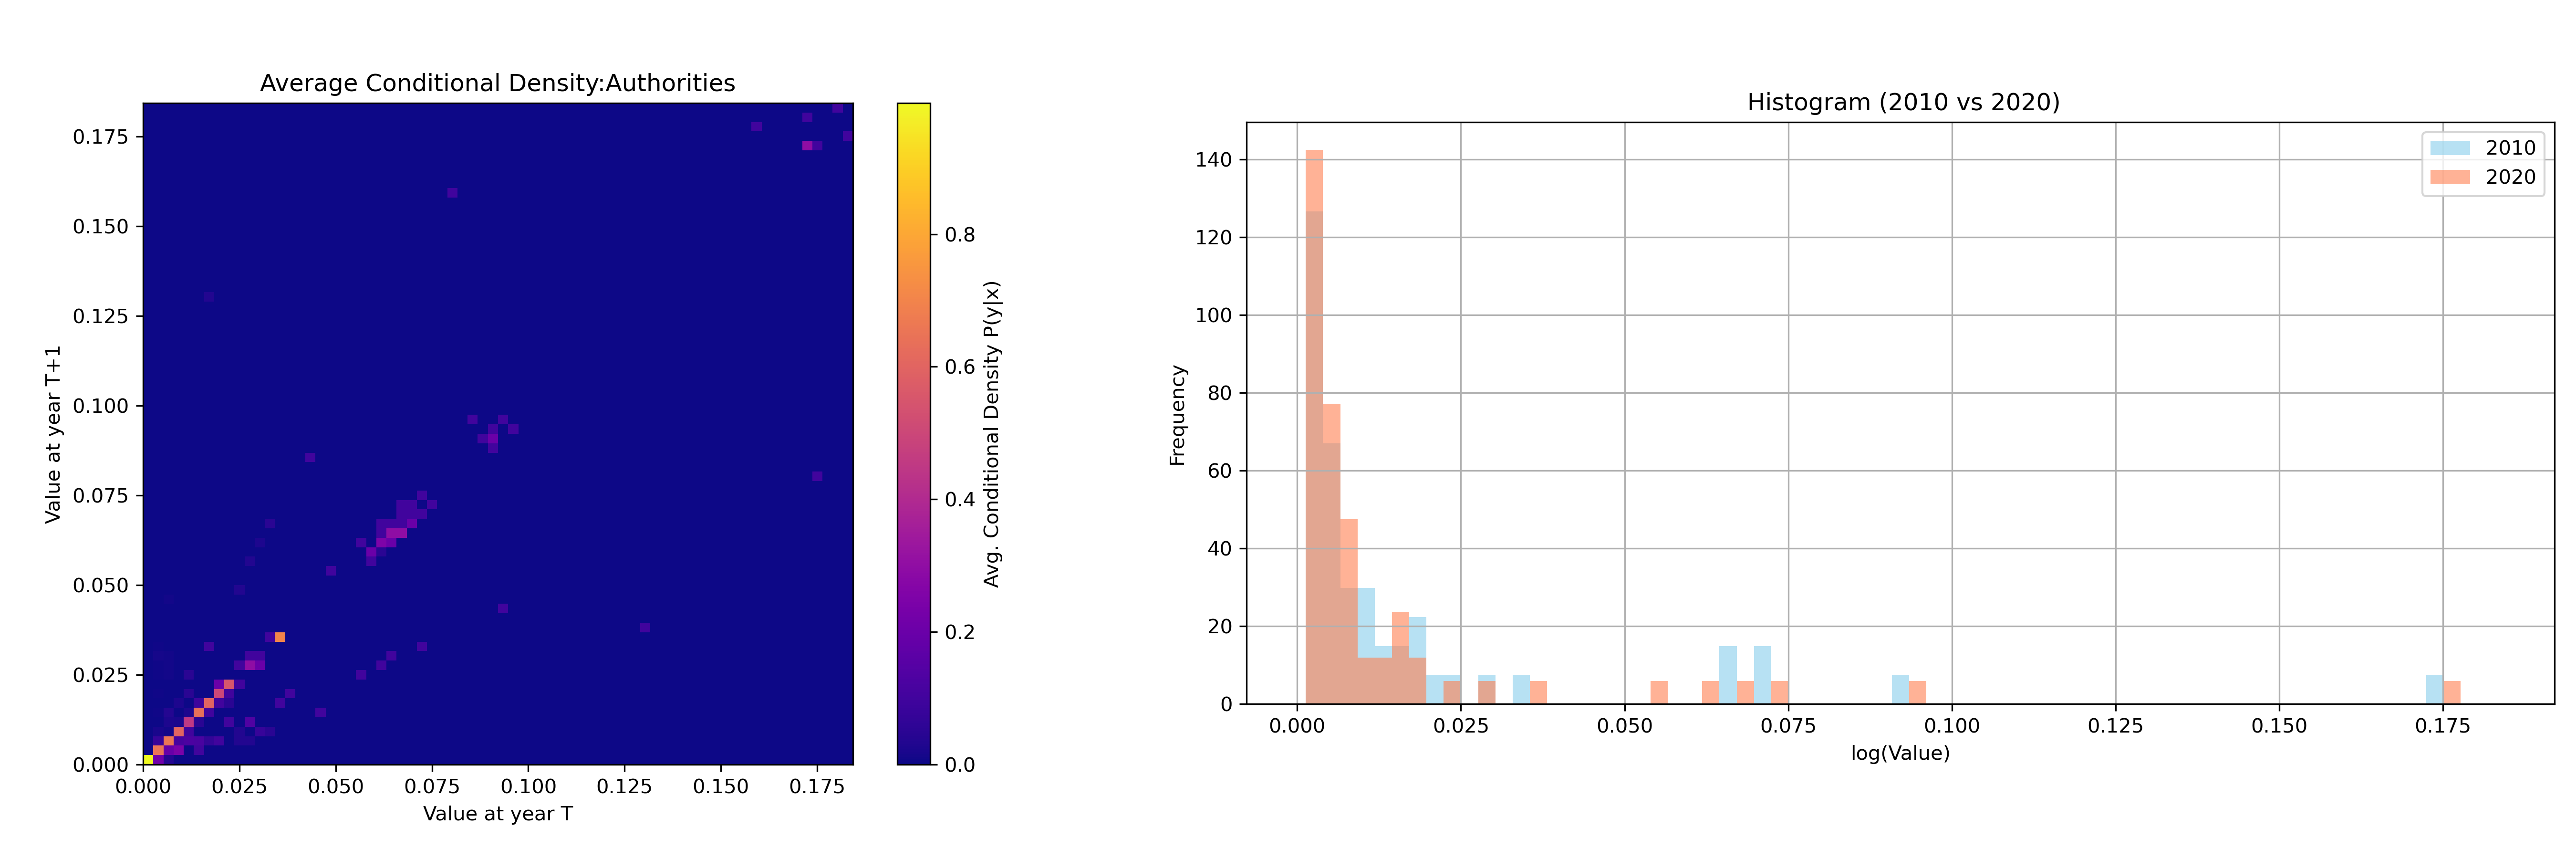 Average Conditional Density:Authorities
0.175
0.150
0.125
0.100
0.075
0.050
0.025
0.000
Value at year T+1
0.000 0.025 0.050 0.075 0.100 0.125 0.150 0.175
Value at year T
0.8
0.6
0.4
0.2
0.0
Avg. Conditional Density P(y|x)
Histogram (2010 vs 2020)
2010
2020
140
120
100
80
60
40
20
0
Frequency
0.000 0.025 0.050 0.075 0.100 0.125 0.150 0.175
log(Value)